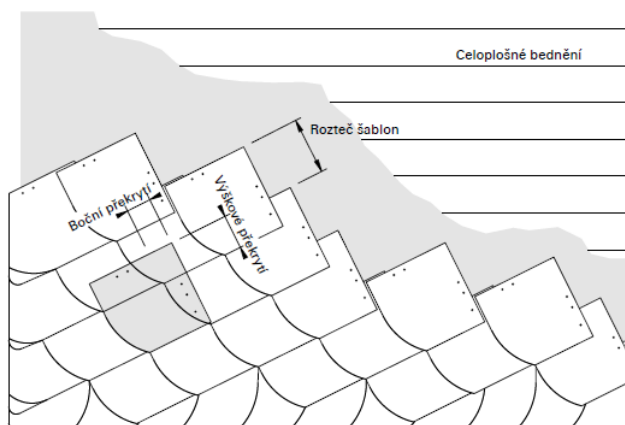 Celoplošné bednění
Rozteč šablon
Boční překrytí
Výškové překrytí